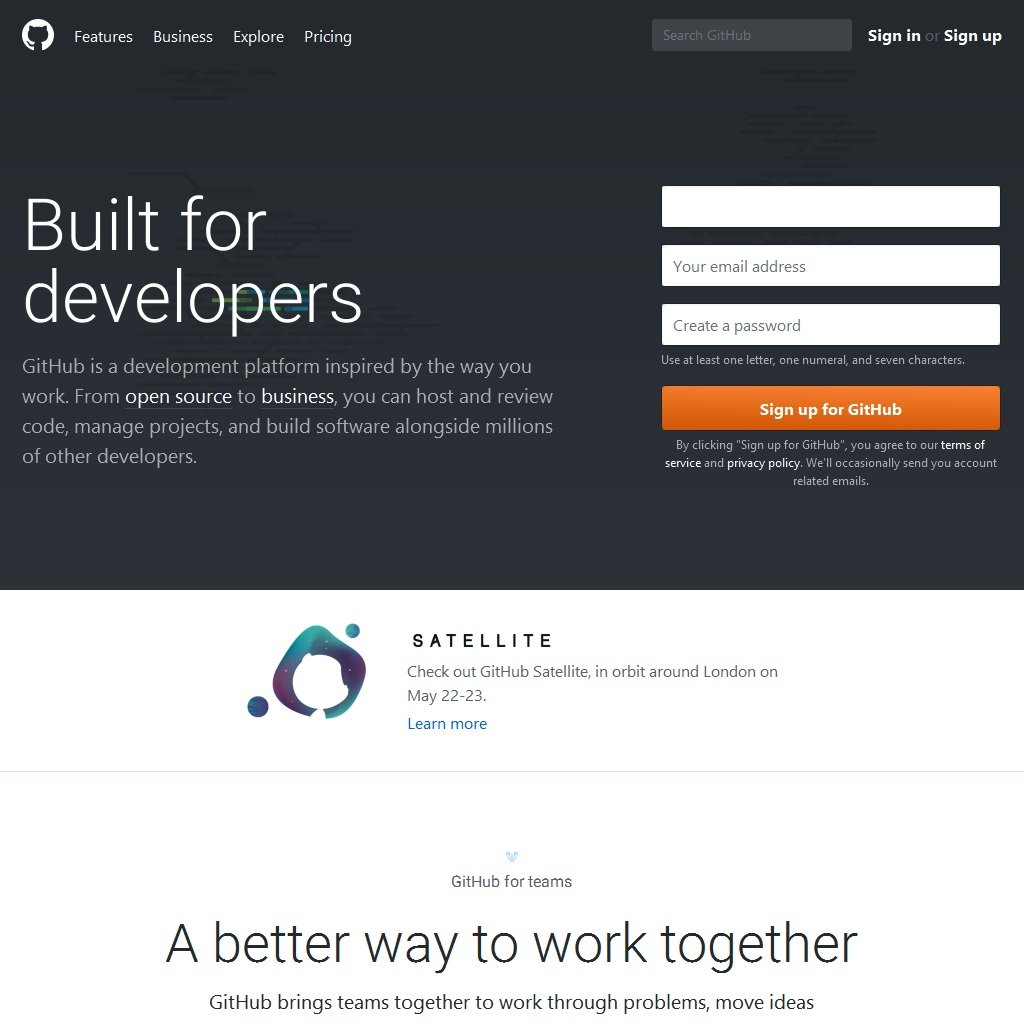 Features Business Explore Pricing
Search GitHub
Sign in or Sign up
Built for
developers
GitHub is a development platform inspired by the way you
work. From open source to business, you can host and review
code, manage projects, and build software alongside millions
of other developers.
Your email address
Create a password
Use at least one letter, one numeral, and seven characters.
Sign up for GitHub
By clicking "Sign up for GitHub", you agree to our terms of
service and privacy policy. We'll occasionally send you account
related emails.
SATELLITE
Check out GitHub Satellite, in orbit around London on
May 22-23.
Learn more
GitHub for teams
A better way to work together
GitHub brings teams together to work through problems, move ideas